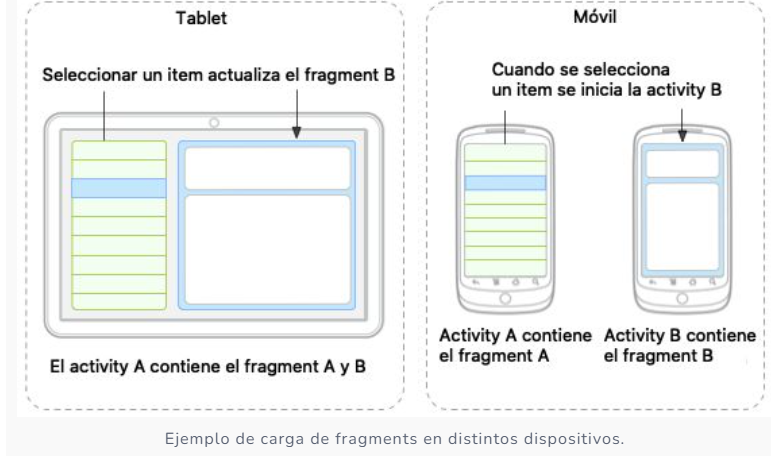 Tablet
Seleccionar un item actualiza el fragment B
El activity A contiene el fragment A y B
Móvil
Cuando se selecciona
un item se inicia la activity B
Activity A contiene
el fragment A
Activity B contiene
el fragment B
Ejemplo de carga de fragments en distintos dispositivos.